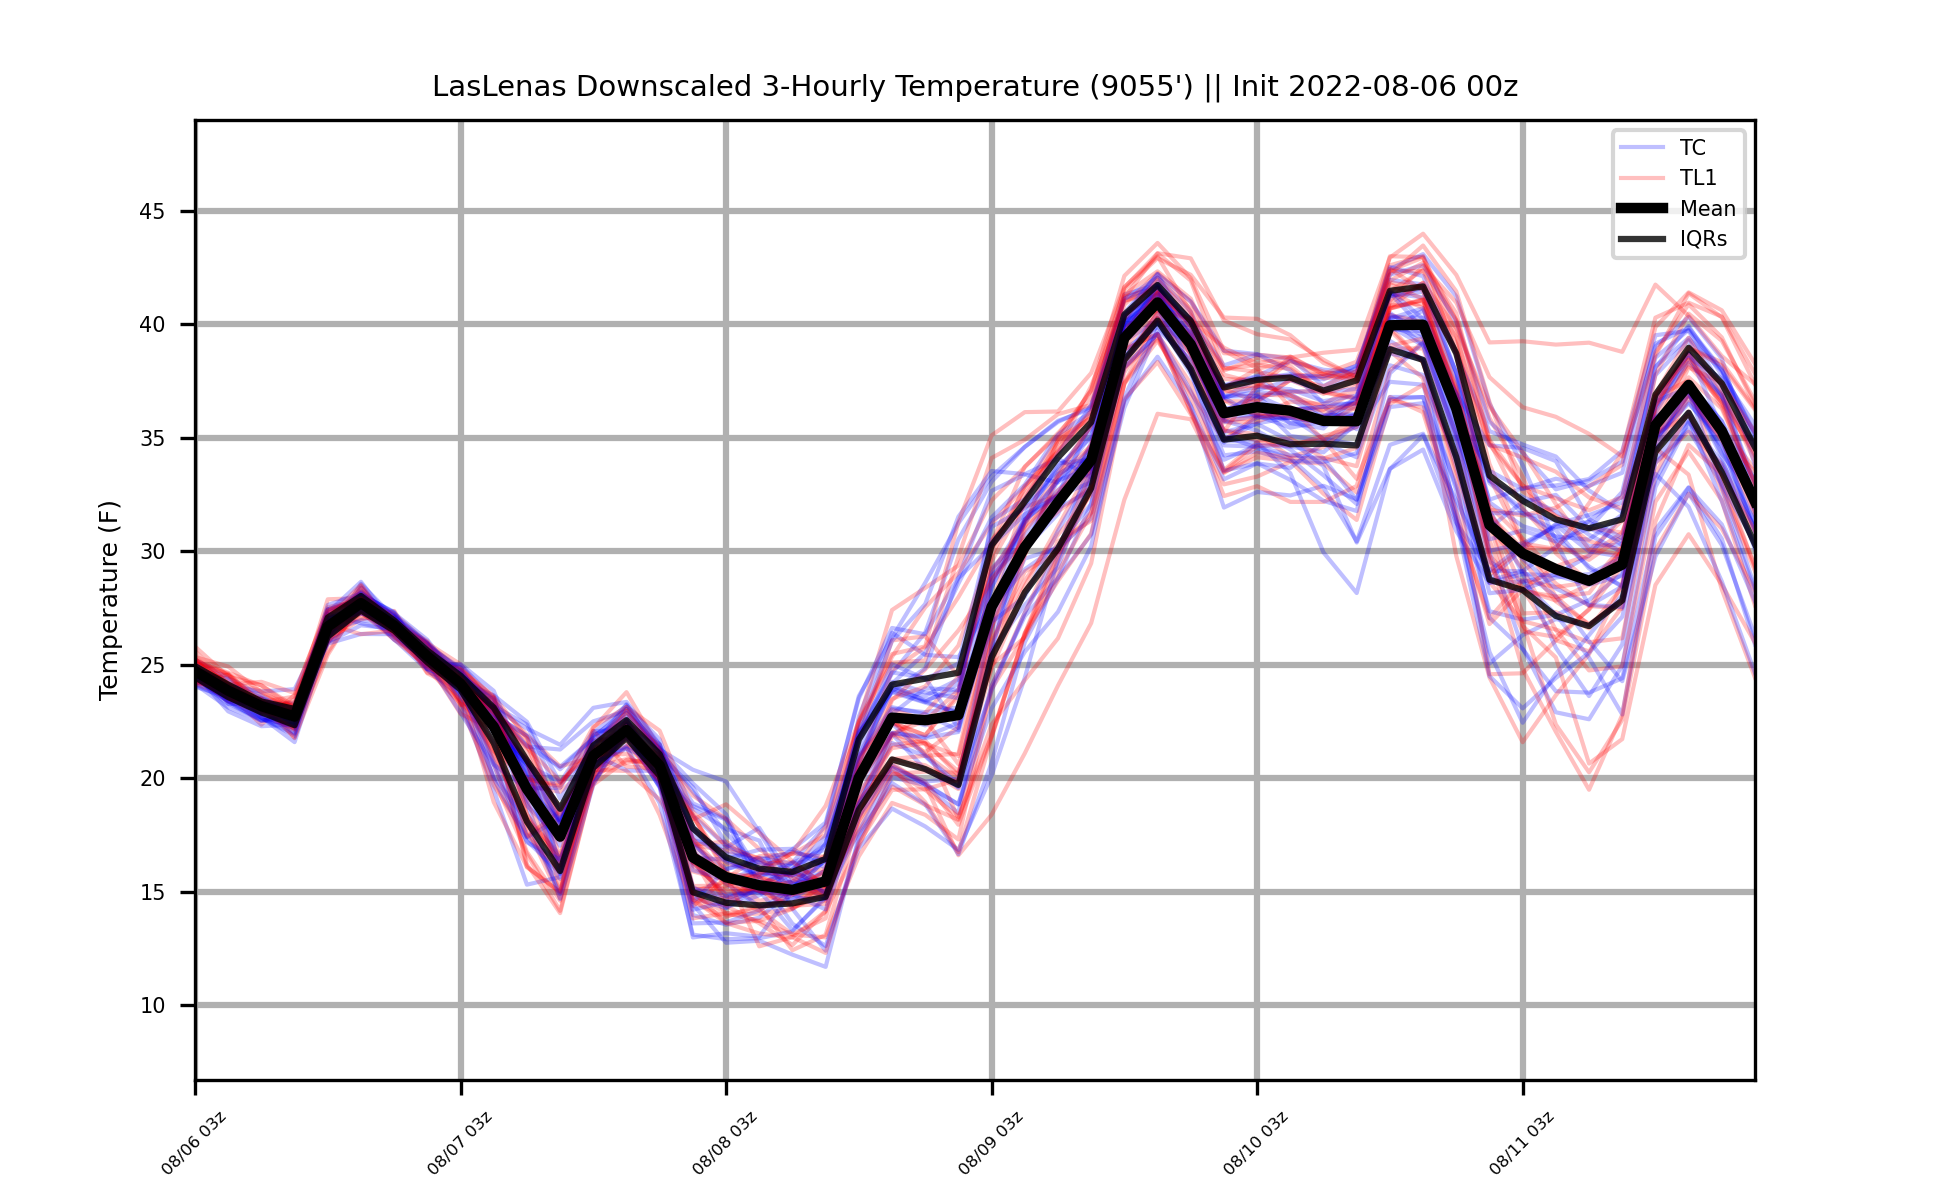 LasLenas Downscaled 3-Hourly Temperature (9055') || Init 2022-08-06 00z
TC
TL1
Mean
IQRs
Temperature (F)
45
40
35
30
25
20
15
10
08/06 03z
08/07 03z
08/08 03z
08/09 03z
08/10 03z
08/11 03z